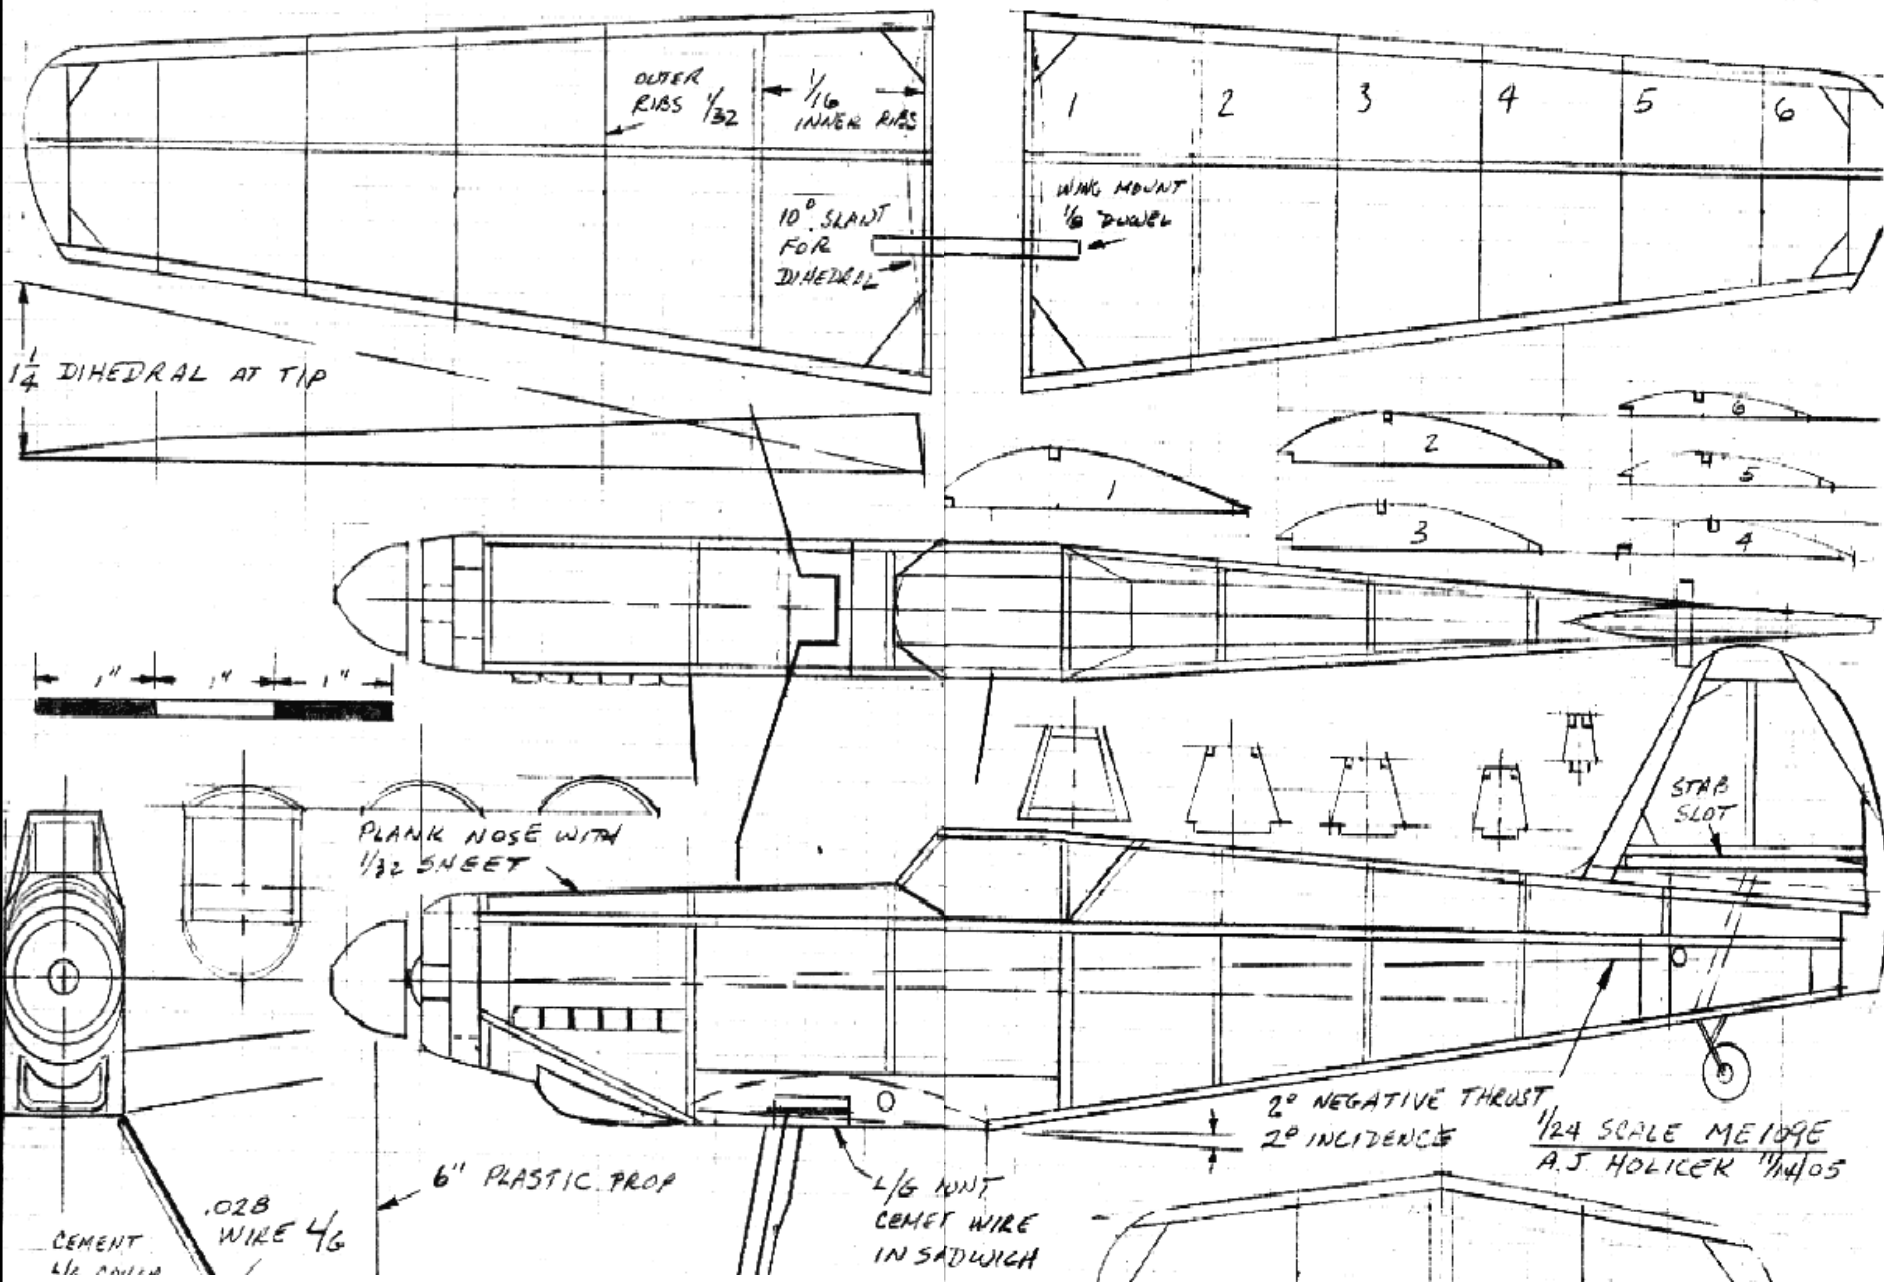 OUTER
RIBS 1/32
1/16
INNER RIBS
1
2
3
4
5
6
10° SLANT
FOR
DIHEDRAL
WING MOUNT
1/8 DOWEL
1 1/4 DIHEDRAL AT TIP
1
2
3
6
5
4
1" 1" 1"
PLANK NOSE WITH
1/32 SHEET
STAB
SLOT
2° NEGATIVE THRUST
2° INCIDENCE
1/24 SCALE ME109E
A.J. HOLICEK 11/14/05
6" PLASTIC PROP
L/G MNT
CEMET WIRE
IN SADWICH
.028
WIRE L/G
CEMENT